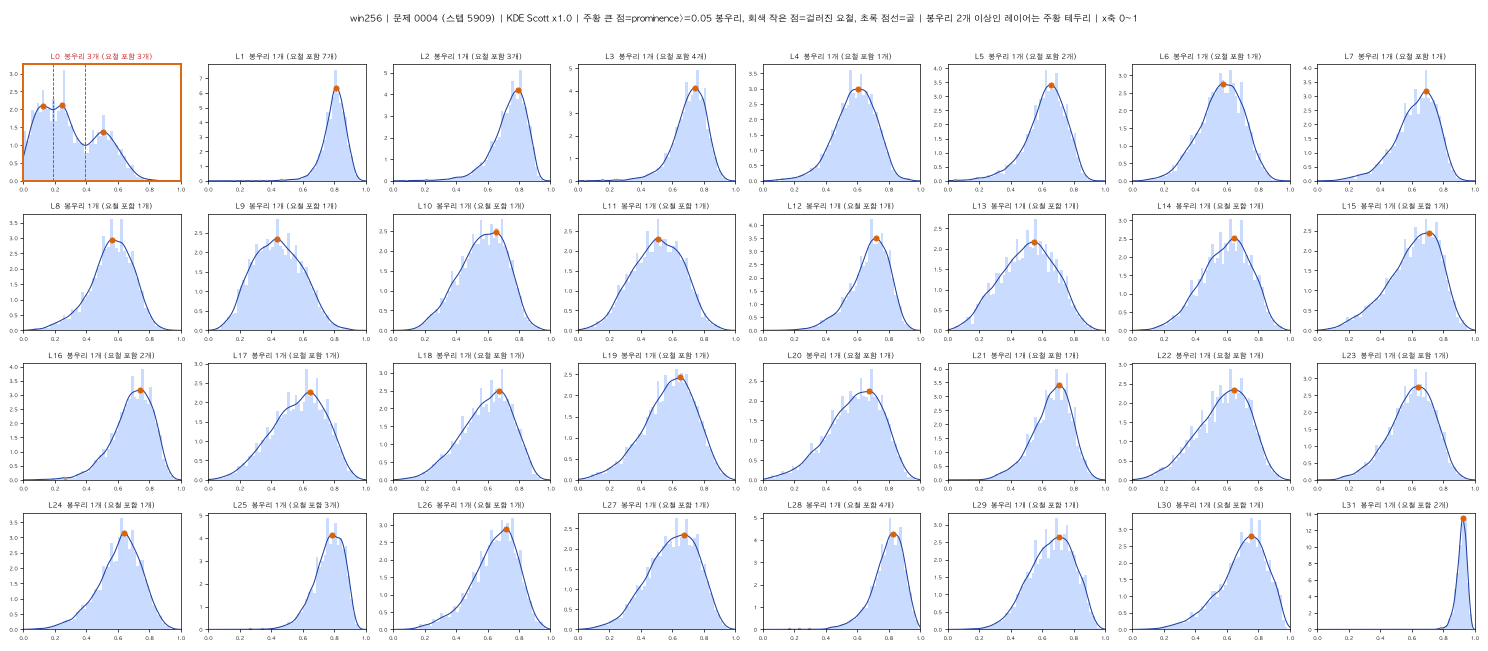 win256 | 문제 0004 (스텝 5909) | KDE Scott x1.0 | 주황 큰 점=prominence>=0.05 봉우리, 회색 작은 점=걸러진 요철, 초록 점선=골 | 봉우리 2개 이상인 레이어는 주황 테두리 | x축 0~1
L0 봉우리 3개 (요철 포함 3개)
L1 봉우리 1개 (요철 포함 7개)
L2 봉우리 1개 (요철 포함 3개)
L3 봉우리 1개 (요철 포함 4개)
L4 봉우리 1개 (요철 포함 1개)
L5 봉우리 1개 (요철 포함 2개)
L6 봉우리 1개 (요철 포함 1개)
L7 봉우리 1개 (요철 포함 1개)
L8 봉우리 1개 (요철 포함 1개)
L9 봉우리 1개 (요철 포함 1개)
L10 봉우리 1개 (요철 포함 1개)
L11 봉우리 1개 (요철 포함 1개)
L12 봉우리 1개 (요철 포함 1개)
L13 봉우리 1개 (요철 포함 1개)
L14 봉우리 1개 (요철 포함 1개)
L15 봉우리 1개 (요철 포함 1개)
L16 봉우리 1개 (요철 포함 2개)
L17 봉우리 1개 (요철 포함 1개)
L18 봉우리 1개 (요철 포함 1개)
L19 봉우리 1개 (요철 포함 1개)
L20 봉우리 1개 (요철 포함 1개)
L21 봉우리 1개 (요철 포함 1개)
L22 봉우리 1개 (요철 포함 1개)
L23 봉우리 1개 (요철 포함 1개)
L24 봉우리 1개 (요철 포함 1개)
L25 봉우리 1개 (요철 포함 3개)
L26 봉우리 1개 (요철 포함 1개)
L27 봉우리 1개 (요철 포함 1개)
L28 봉우리 1개 (요철 포함 4개)
L29 봉우리 1개 (요철 포함 1개)
L30 봉우리 1개 (요철 포함 1개)
L31 봉우리 1개 (요철 포함 2개)